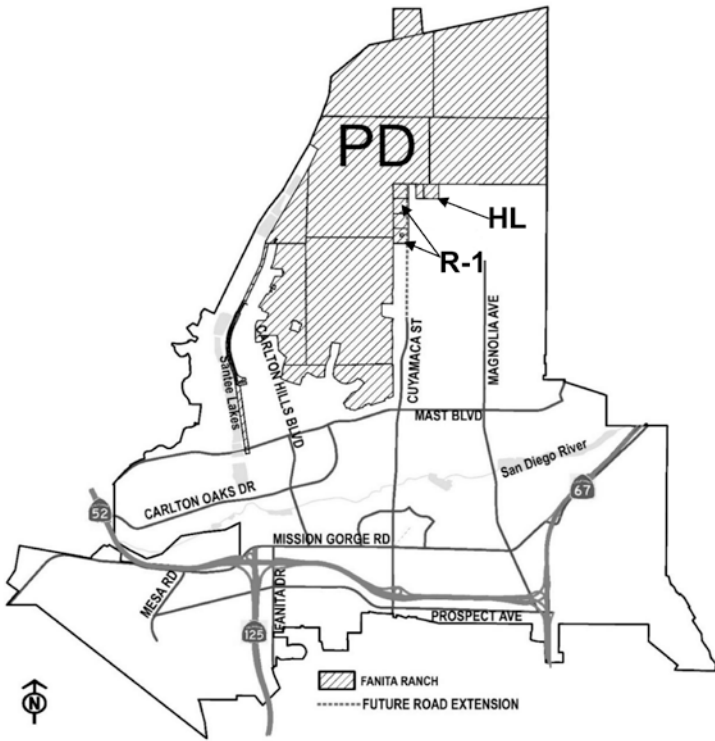 PD
HL
R-1
CUYAMACA ST
MAGNOLIA AVE
CARLTON HILLS BLVD
Santee Lakes
MAST BLVD
San Diego River
CARLTON OAKS DR
67
52
MISSION GORGE RD
MESA RD
FANITA DR
PROSPECT AVE
125
FANITA RANCH
N
FUTURE ROAD EXTENSION